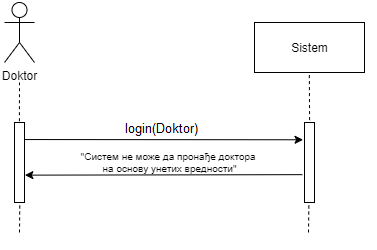 Sistem
Doktor
login(Doktor)
"Систем не може да пронађе доктора
на основу унетих вредности"